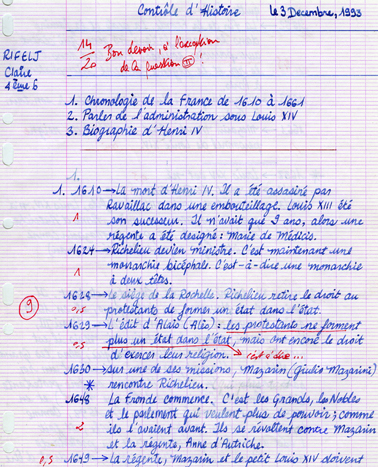 Contrôle d'Histoire
le 3 Décembre, 1993
RIFELJ
Claire
4ème 6
14
20
Bon devoir, à l'exception
de la question II !
1. Chronologie de la France de 1610 à 1661
2. Parler de l'administration sous Louis XIV
3. Biographie d'Henri IV
1.
1. 1610→La mort d'Henri IV. Il a été assasiné par
Ravaillac dans une embouteillage. Louis XIII été
son sucesseur. Il n'avait que 9 ans, alors une
1
régente a été designé : Marie de Médicis.
1624→Richelieu devien ministre. C'est maintenant une
monarchie bicéphale. C'est-à-dire une monarchie
1
à deux têtes.
1628→le siège de la Rochelle. Richelieu retire le droit au
9
0,5
protestants de former un état dans l'état.
1629→L'édit d'Alaïs (Alès) : les protestants ne forment
0,5
plus un état dans l'état, mais ont encore le droit
d'exercer leur religion.
c'est à dire...
1630→sur une de ses missions, Mazarin (Giulio Mazarini)
* rencontre Richelieu.
1648 La fronde commence. C'est les Grands, les Nobles
et le parlement qui veulent plus de pouvoir ; comme
2
ils l'avaient avant. Ils se révoltent contre Mazarin
et la régente, Anne d'Autriche.
0,5
1649→la régente, Mazarin et le petit Louis XIV doivent